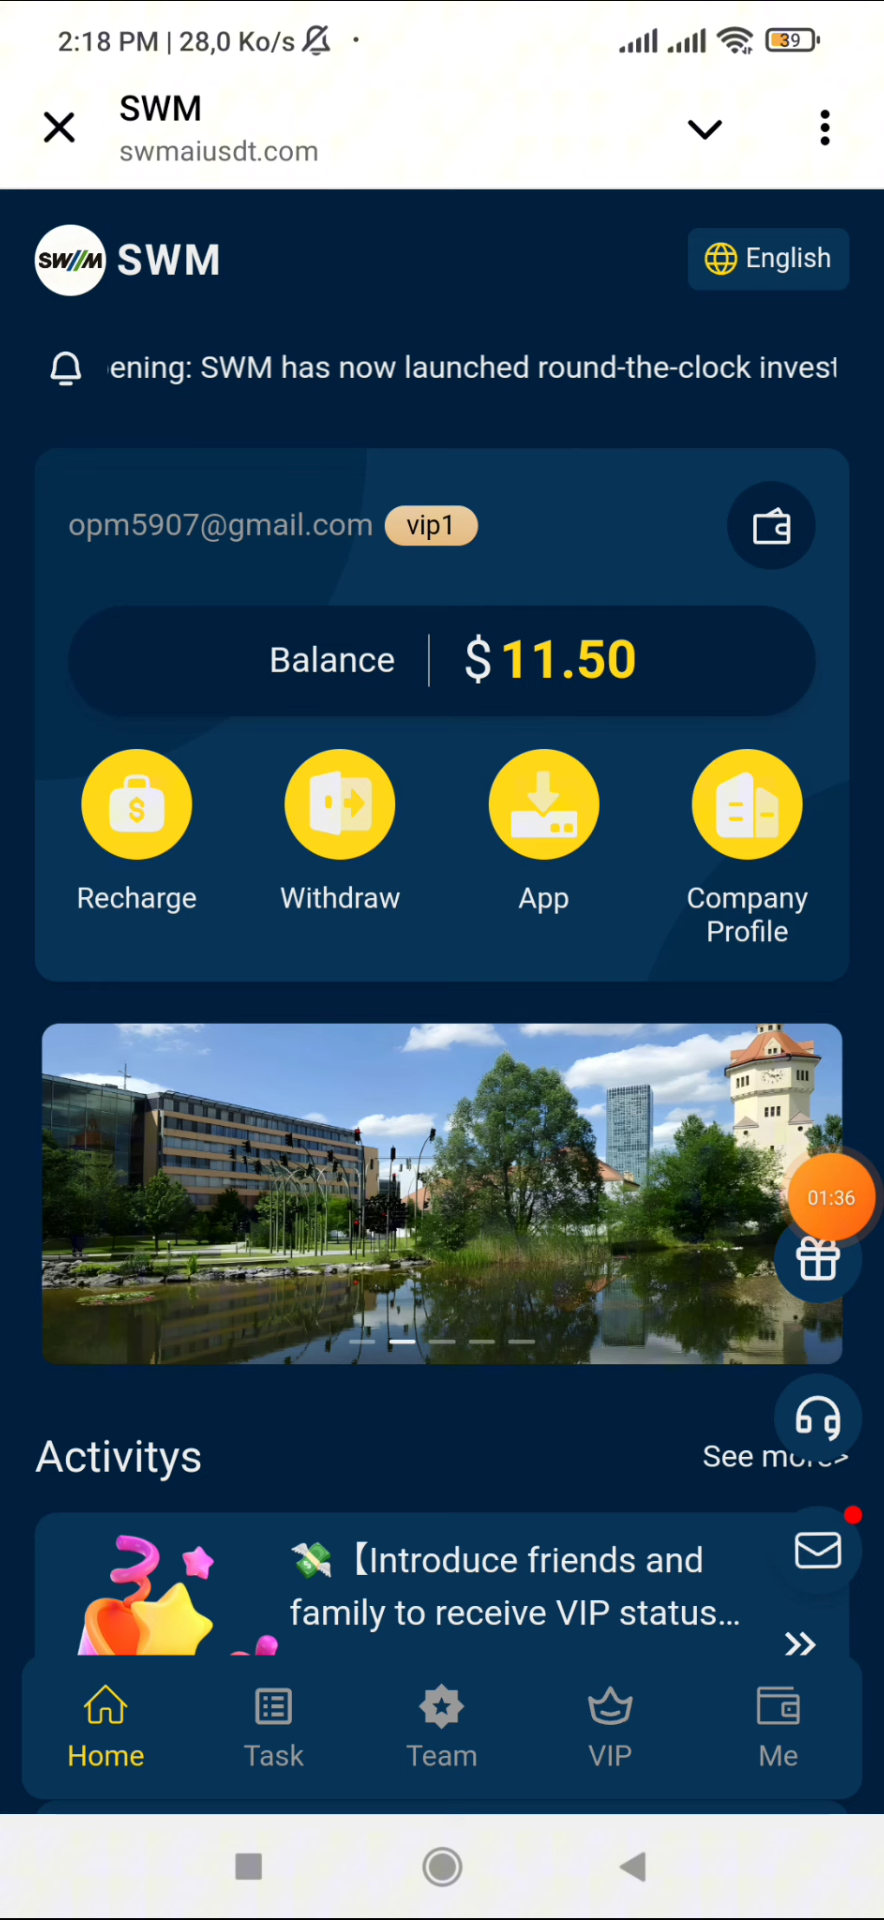 2:18 PM | 28,0 Ko/s
39
SWM
swmaiusdt.com
SWM
SWM
English
ening: SWM has now launched round-the-clock invest
opm5907@gmail.com
vip1
Balance
$ 11.50
Recharge
Withdraw
App
Company
Profile
01:36
Activitys
See more>
💸【Introduce friends and
family to receive VIP status...
Home
Task
Team
VIP
Me